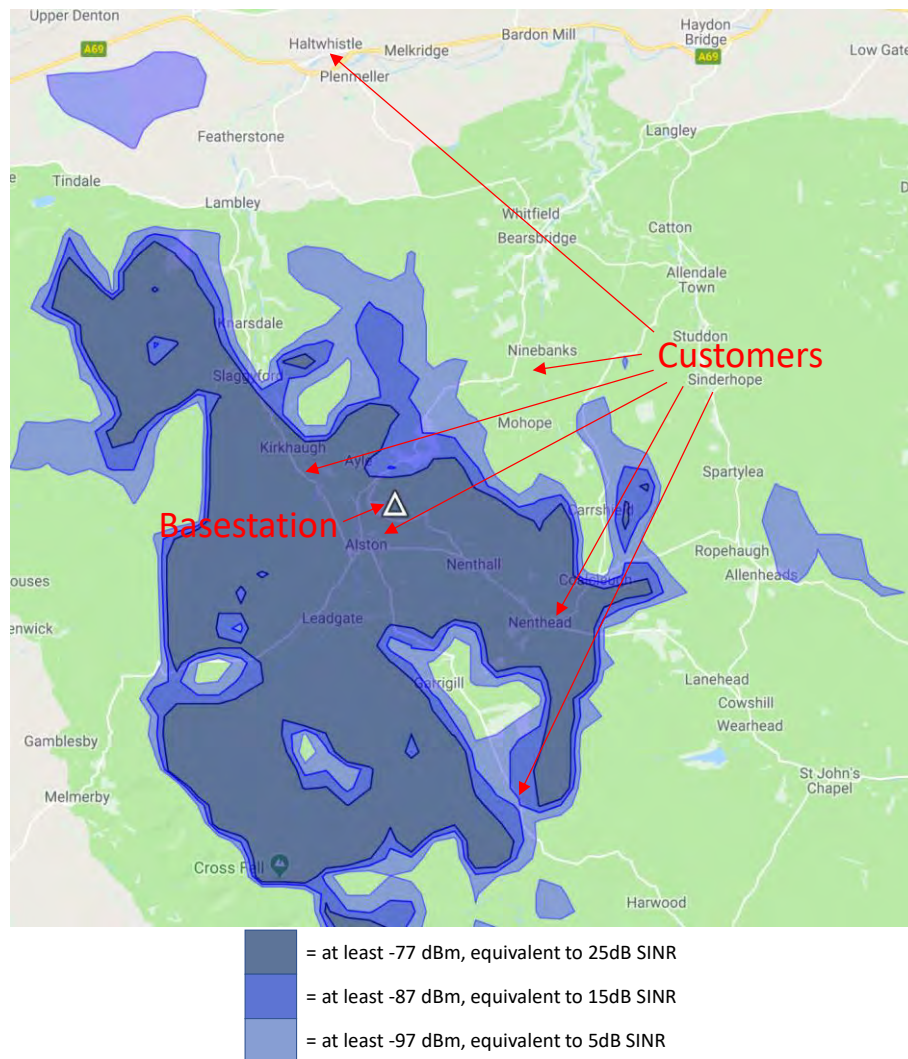 Upper Denton
Haltwhistle
Melkridge
Bardon Mill
Haydon
Bridge
A69
A69
Low Gate
Plenmeller
Featherstone
Langley
Tindale
Lambley
Whitfield
Bearsbridge
Catton
Allendale
Town
Knarsdale
Studdon
Ninebanks
Customers
Slaggyford
Sinderhope
Mohope
Kirkhaugh
Ayle
Spartylea
Carrshield
Basestation
Alston
Ropehaugh
Nenthall
Coalcleugh
Allenheads
ouses
Leadgate
Nenthead
enwick
Garrigill
Lanehead
Cowshill
Wearhead
Gamblesby
St John's
Chapel
Melmerby
Cross Fell
Harwood
= at least -77 dBm, equivalent to 25dB SINR
= at least -87 dBm, equivalent to 15dB SINR
= at least -97 dBm, equivalent to 5dB SINR